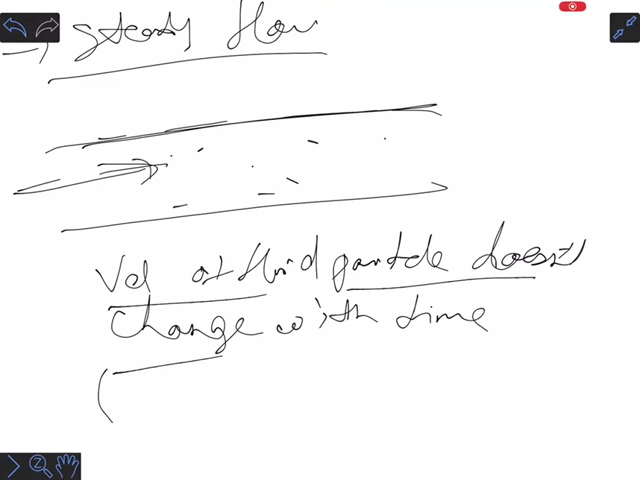 → steady flow
Vel of fluid particle doesn't
change with time
(